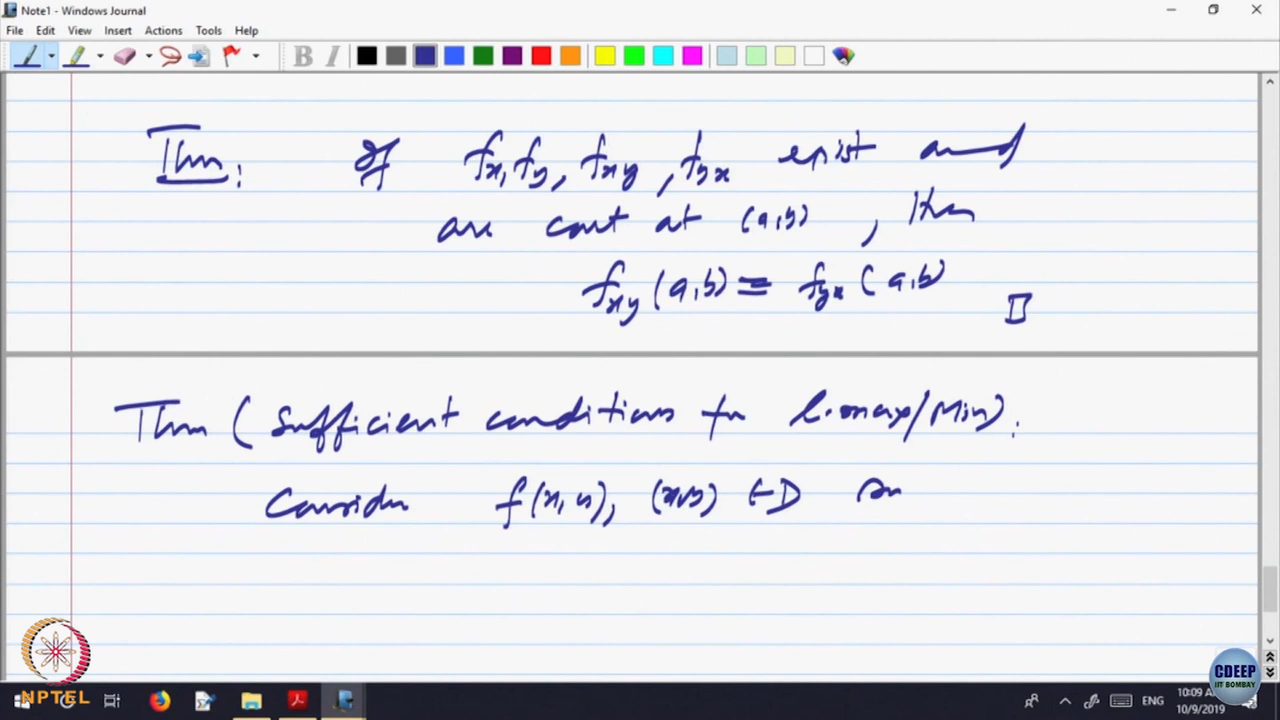 Note1 - Windows Journal
File Edit View Insert Actions Tools Help
B I
Thm: If fx, fy, fxy, fyx exist and
are cont at (a,b), then
fxy (a,b) = fyx (a,b)
Thm (Sufficient conditions for l.max/Min).
Consider f(x,y), (x,y) ∈ D
NPTEL
CDEEP
IIT BOMBAY
ENG
10:09 A
10/9/2019